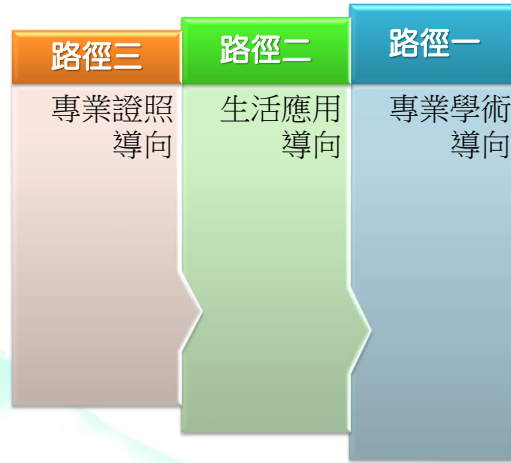 路徑三
專業證照
導向
路徑二
生活應用
導向
路徑一
專業學術
導向